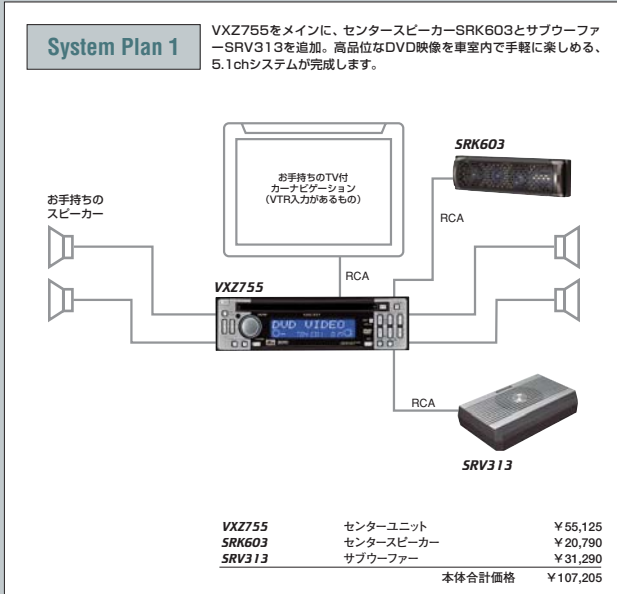 System Plan 1
VXZ755をメインに、センタースピーカーSRK603とサブウーファ
ーSRV313を追加。高品位なDVD映像を車室内で手軽に楽しめる、
5.1chシステムが完成します。
SRK603
お手持ちのTV付
カーナビゲーション
(VTR入力があるもの)
お手持ちの
スピーカー
RCA
RCA
VXZ755
DVD VIDEO
RCA
SRV313
VXZ755 センターユニット ¥55,125
SRK603 センタースピーカー ¥20,790
SRV313 サブウーファー ¥31,290
本体合計価格 ¥107,205